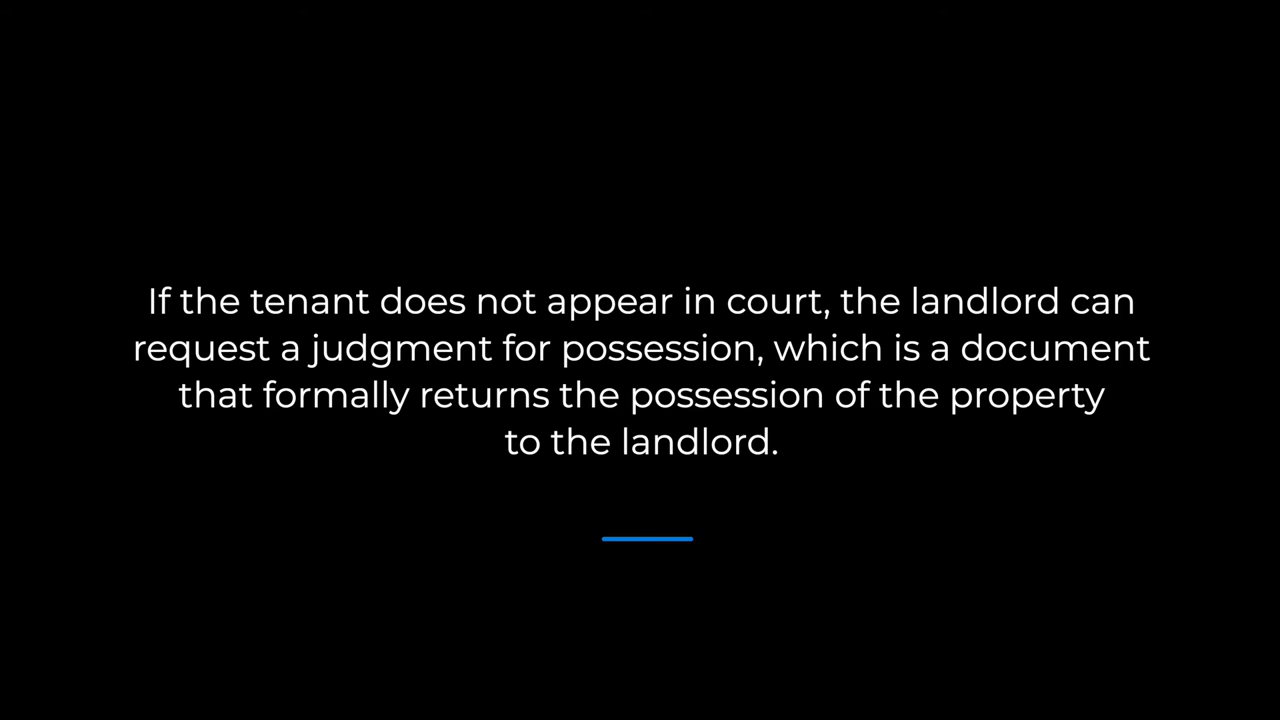 If the tenant does not appear in court, the landlord can
request a judgment for possession, which is a document
that formally returns the possession of the property
to the landlord.